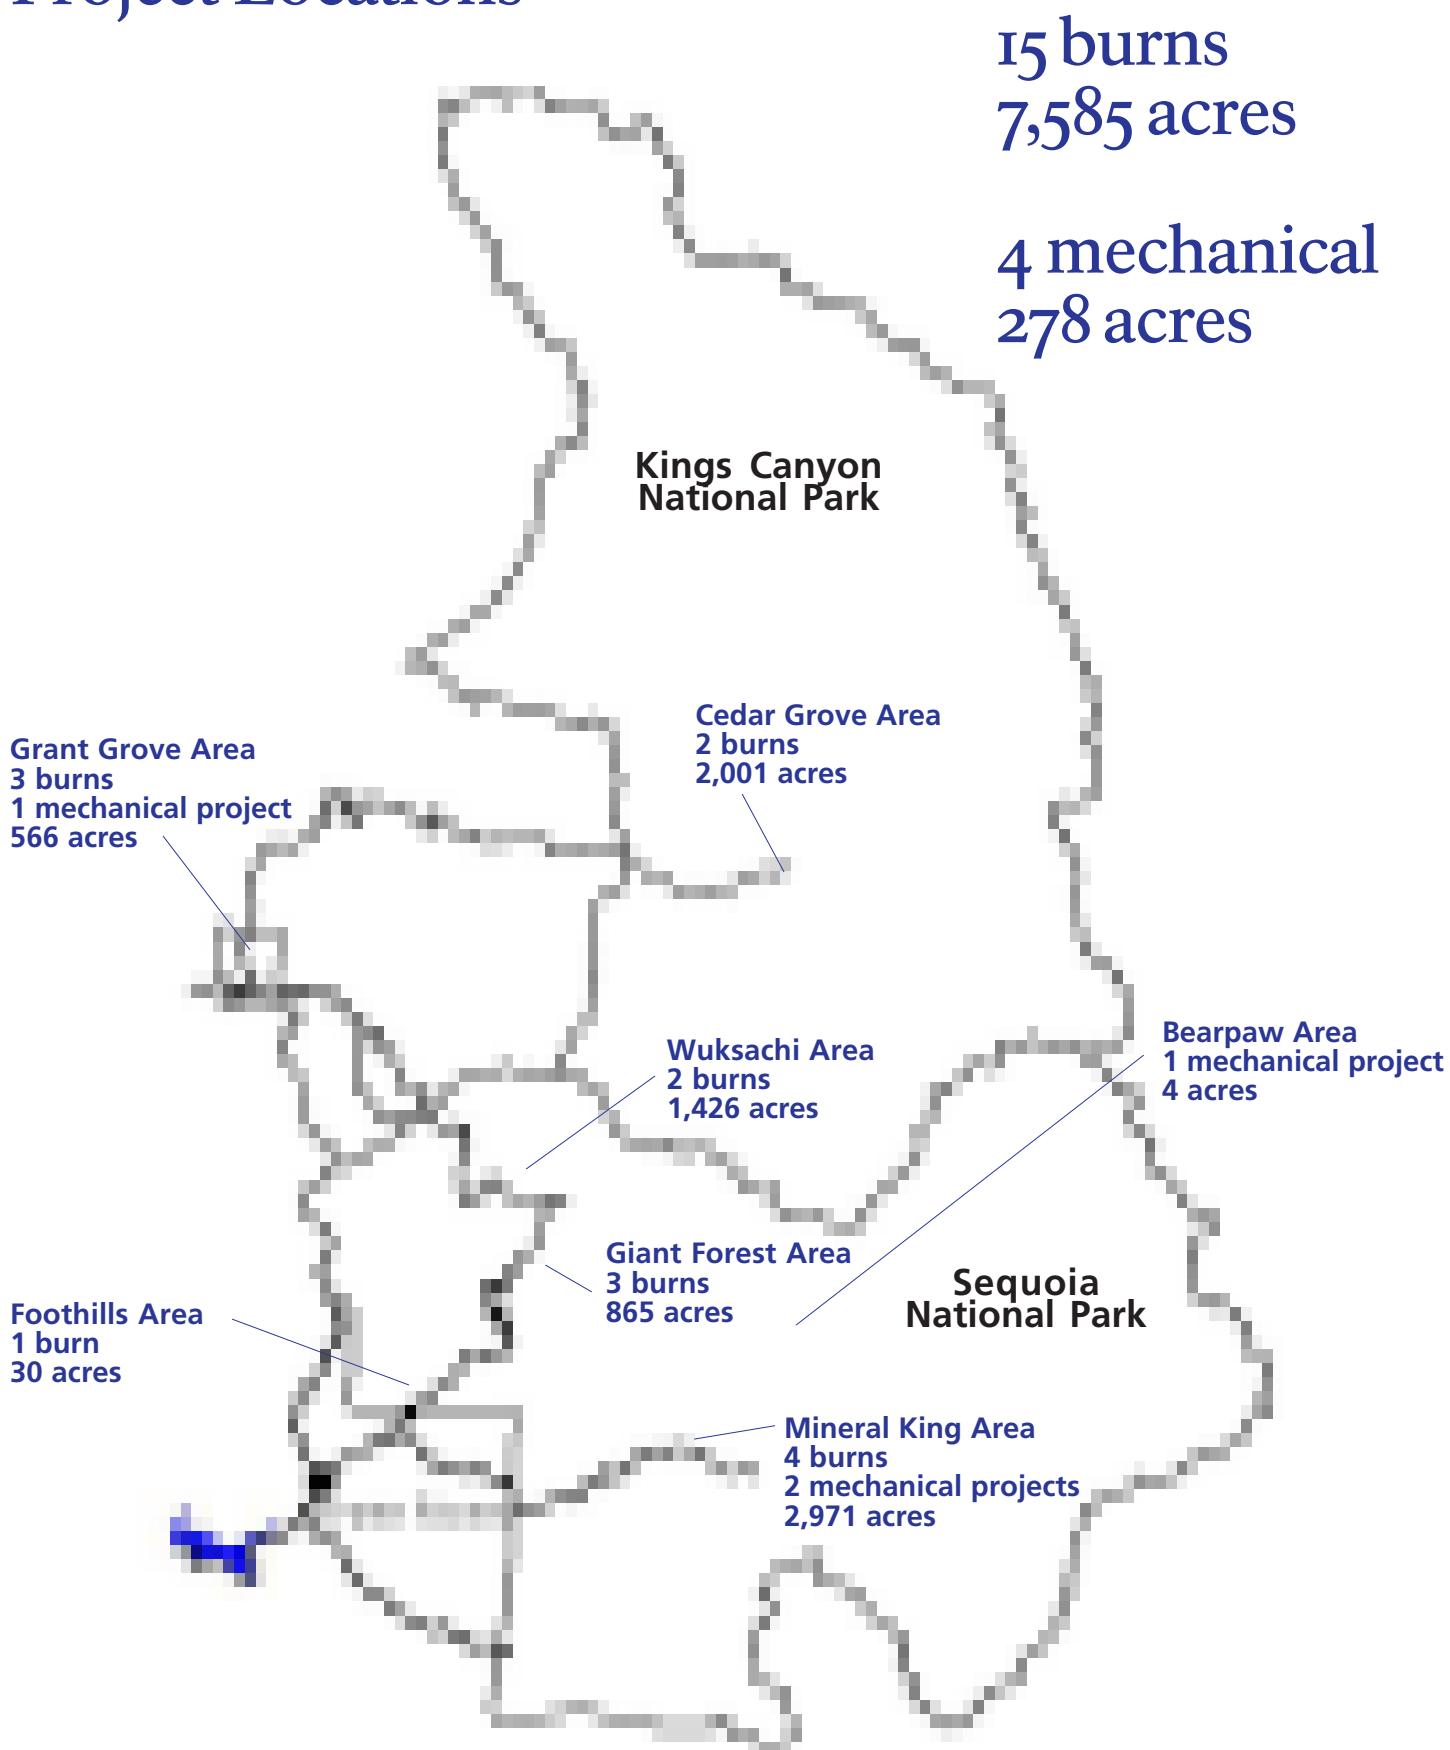 Project Locations
15 burns
7,585 acres
4 mechanical
278 acres
Kings Canyon
National Park
Cedar Grove Area
2 burns
2,001 acres
Grant Grove Area
3 burns
1 mechanical project
566 acres
Wuksachi Area
2 burns
1,426 acres
Bearpaw Area
1 mechanical project
4 acres
Giant Forest Area
3 burns
865 acres
Sequoia
National Park
Foothills Area
1 burn
30 acres
Mineral King Area
4 burns
2 mechanical projects
2,971 acres